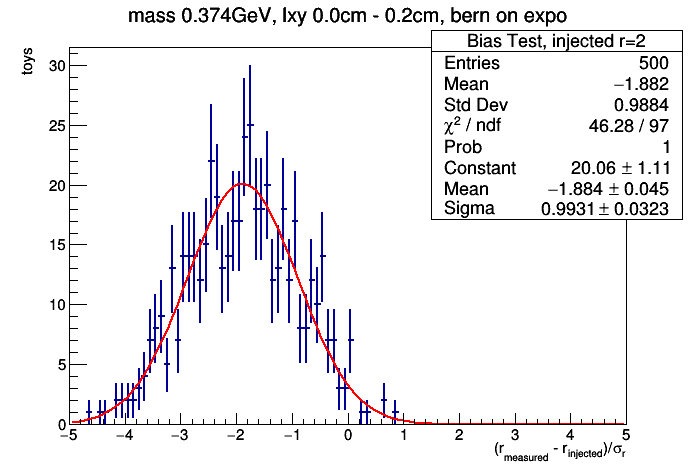 mass 0.374GeV, lxy 0.0cm - 0.2cm, bern on expo
toys
Bias Test, injected r=2
Entries 500
Mean −1.882
Std Dev 0.9884
χ² / ndf 46.28 / 97
Prob 1
Constant 20.06 ± 1.11
Mean −1.884 ± 0.045
Sigma 0.9931 ± 0.0323
30
25
20
15
10
5
0
−5 −4 −3 −2 −1 0 1 2 3 4 5
(r_measured - r_injected)/σ_r